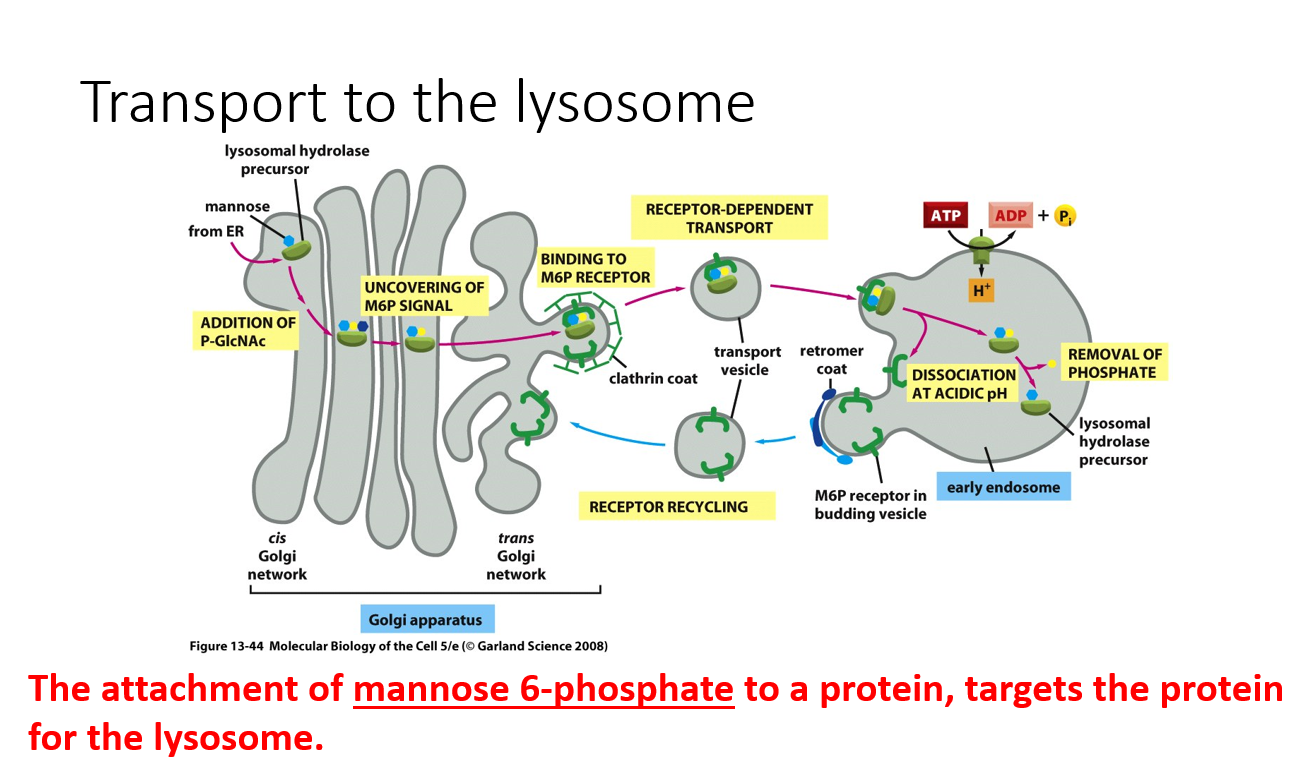 Transport to the lysosome
lysosomal hydrolase
precursor
mannose
from ER
ADDITION OF
P-GlcNAc
UNCOVERING OF
M6P SIGNAL
BINDING TO
M6P RECEPTOR
RECEPTOR-DEPENDENT
TRANSPORT
clathrin coat
transport
vesicle
retromer
coat
ATP
ADP + Pi
H+
DISSOCIATION
AT ACIDIC pH
REMOVAL OF
PHOSPHATE
lysosomal
hydrolase
precursor
early endosome
M6P receptor in
budding vesicle
RECEPTOR RECYCLING
cis
Golgi
network
trans
Golgi
network
Golgi apparatus
Figure 13-44 Molecular Biology of the Cell 5/e (© Garland Science 2008)
The attachment of mannose 6-phosphate to a protein, targets the protein
for the lysosome.